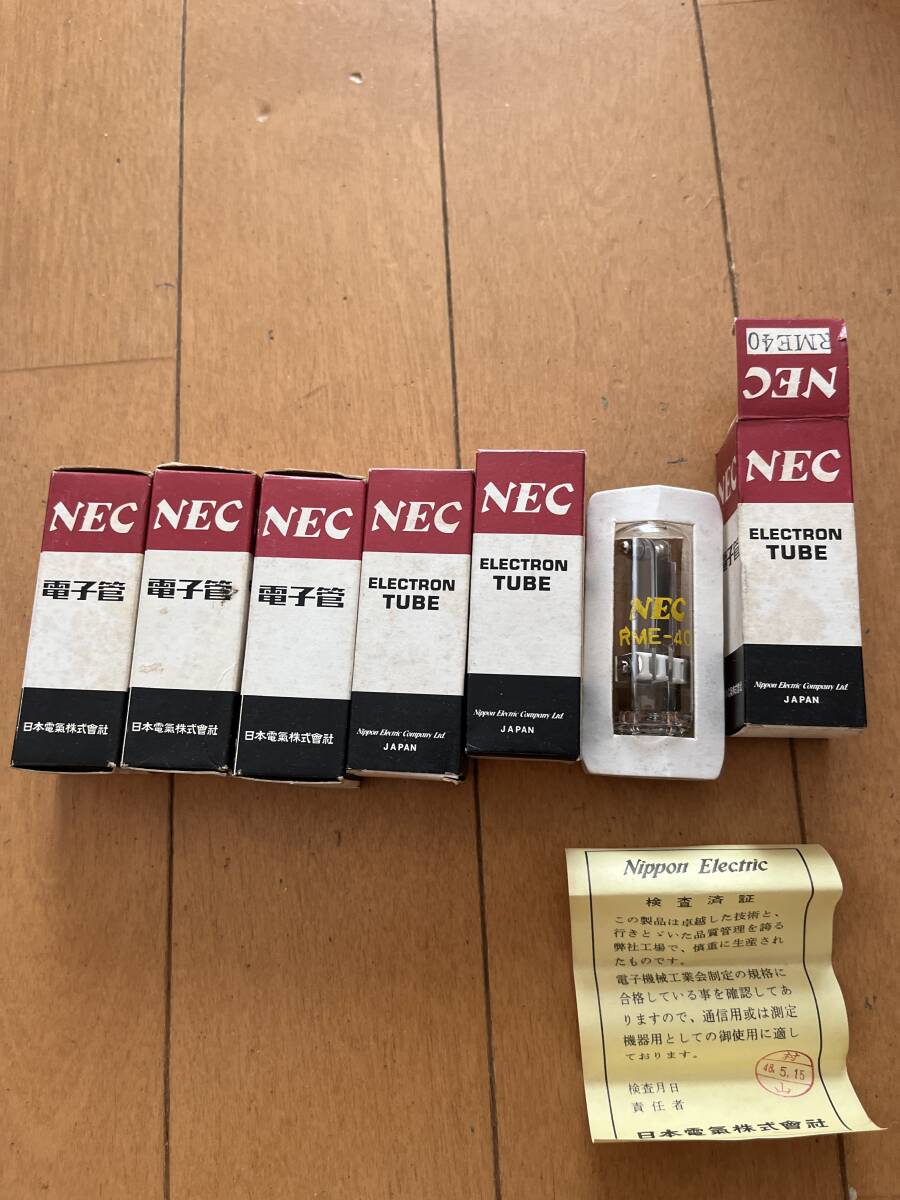 NEC
電子管
日本電氣株式會社
NEC
電子管
日本電氣株式會社
NEC
電子管
日本電氣株式會社
NEC
ELECTRON
TUBE
Nippon Electric Company Ltd.
JAPAN
NEC
ELECTRON
TUBE
Nippon Electric Company Ltd.
JAPAN
NEC
RME-40
RME40
NEC
NEC
ELECTRON
TUBE
Nippon Electric Company Ltd.
JAPAN
Nippon Electric
検査済証
この製品は卓越した技術と、
行きとゞいた品質管理を誇る
弊社工場で、慎重に生産され
たものです。
電子機械工業会制定の規格に
合格している事を確認してあ
りますので、通信用或は測定
機器用としての御使用に適し
ております。
検査月日
責任者
村
48.5.15
山
日本電氣株式會社